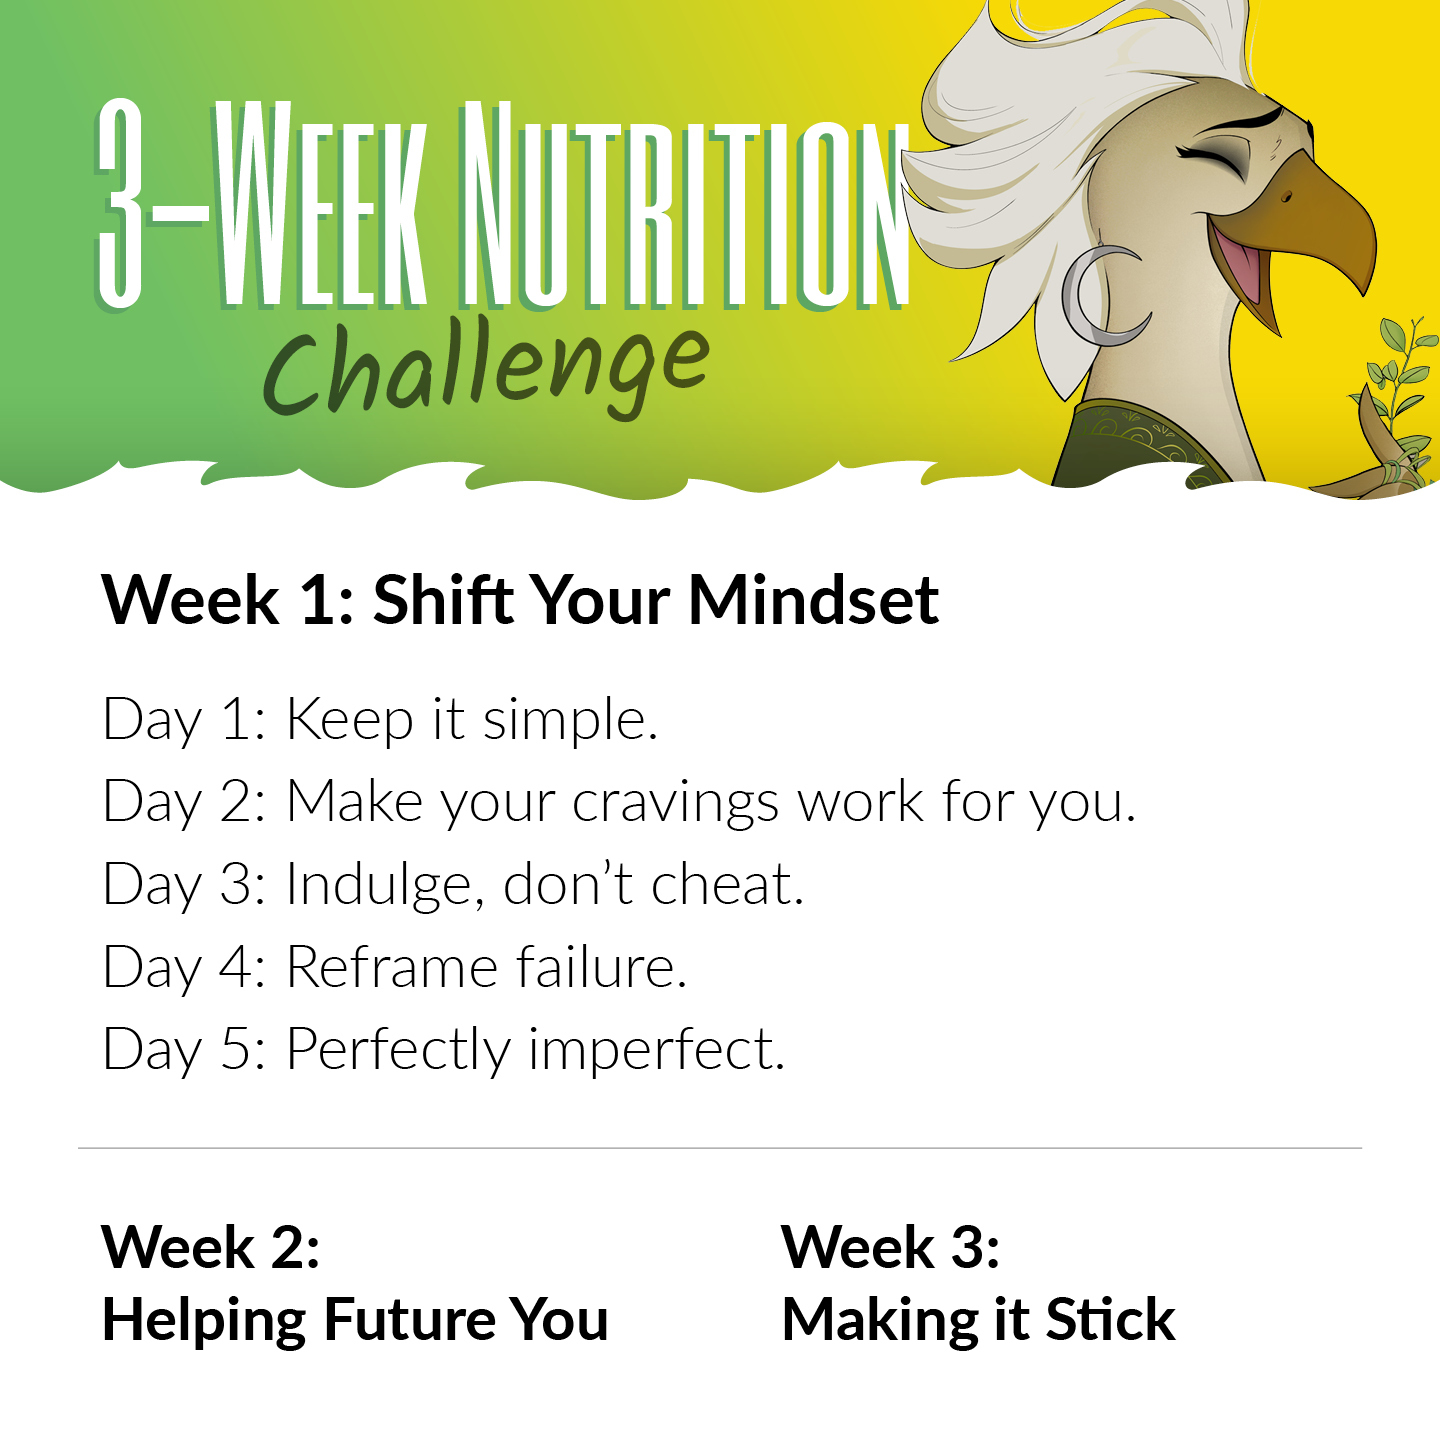 3–Week Nutrition
Challenge
Week 1: Shift Your Mindset
Day 1: Keep it simple.
Day 2: Make your cravings work for you.
Day 3: Indulge, don’t cheat.
Day 4: Reframe failure.
Day 5: Perfectly imperfect.
Week 2:
Helping Future You
Week 3:
Making it Stick